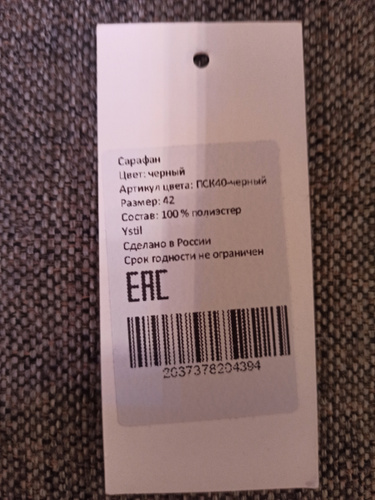 Сарафан
Цвет: черный
Артикул цвета: ПСК40-черный
Размер: 42
Состав: 100 % полиэстер
Ystil
Сделано в России
Срок годности не ограничен
EAC
2037378204394